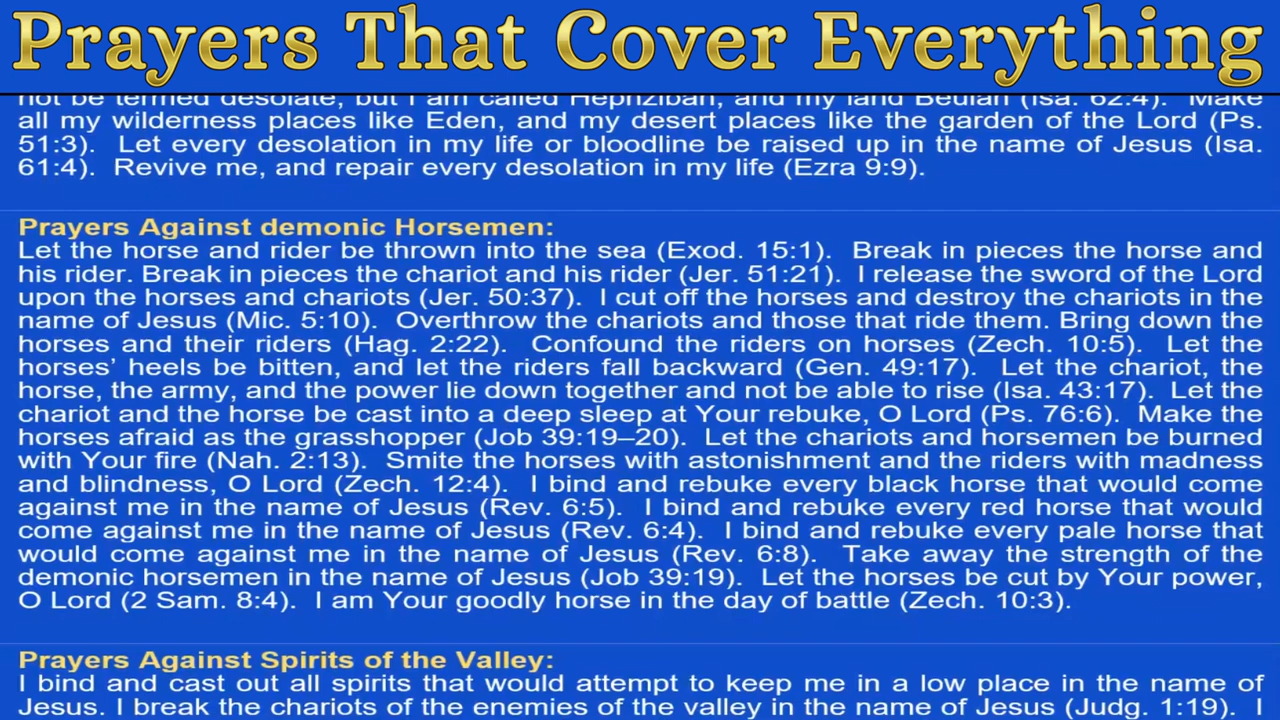 Prayers That Cover Everything
not be termed desolate, but I am called Hephzibah, and my land Beulah (Isa. 62:4).  Make
all my wilderness places like Eden, and my desert places like the garden of the Lord (Ps.
51:3).  Let every desolation in my life or bloodline be raised up in the name of Jesus (Isa.
61:4).  Revive me, and repair every desolation in my life (Ezra 9:9).
Prayers Against demonic Horsemen:
Let the horse and rider be thrown into the sea (Exod. 15:1).  Break in pieces the horse and
his rider. Break in pieces the chariot and his rider (Jer. 51:21).  I release the sword of the Lord
upon the horses and chariots (Jer. 50:37).  I cut off the horses and destroy the chariots in the
name of Jesus (Mic. 5:10).  Overthrow the chariots and those that ride them. Bring down the
horses and their riders (Hag. 2:22).  Confound the riders on horses (Zech. 10:5).  Let the
horses’ heels be bitten, and let the riders fall backward (Gen. 49:17).  Let the chariot, the
horse, the army, and the power lie down together and not be able to rise (Isa. 43:17).  Let the
chariot and the horse be cast into a deep sleep at Your rebuke, O Lord (Ps. 76:6).  Make the
horses afraid as the grasshopper (Job 39:19–20).  Let the chariots and horsemen be burned
with Your fire (Nah. 2:13).  Smite the horses with astonishment and the riders with madness
and blindness, O Lord (Zech. 12:4).  I bind and rebuke every black horse that would come
against me in the name of Jesus (Rev. 6:5).  I bind and rebuke every red horse that would
come against me in the name of Jesus (Rev. 6:4).  I bind and rebuke every pale horse that
would come against me in the name of Jesus (Rev. 6:8).  Take away the strength of the
demonic horsemen in the name of Jesus (Job 39:19).  Let the horses be cut by Your power,
O Lord (2 Sam. 8:4).  I am Your goodly horse in the day of battle (Zech. 10:3).
Prayers Against Spirits of the Valley:
I bind and cast out all spirits that would attempt to keep me in a low place in the name of
Jesus. I break the chariots of the enemies of the valley in the name of Jesus (Judg. 1:19).  I